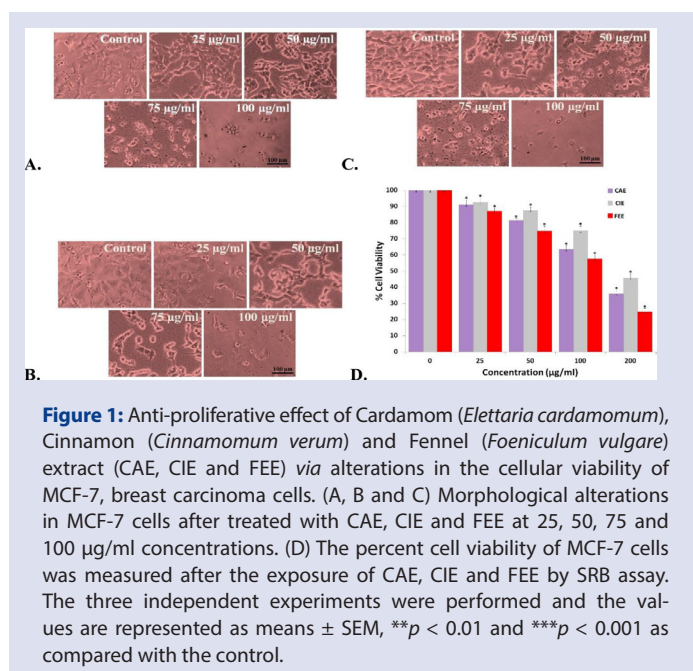 Control 25 µg/ml 50 µg/ml
75 µg/ml 100 µg/ml
100 µm
A.
Control 25 µg/ml 50 µg/ml
75 µg/ml 100 µg/ml
100 µm
C.
Control 25 µg/ml 50 µg/ml
75 µg/ml 100 µg/ml
100 µm
B.
% Cell Viability
100
90
80
70
60
50
40
30
20
10
0
* * * * * * * * * * * *
CAE
CIE
FEE
0 25 50 100 200
Concentration (µg/ml)
D.
Figure 1: Anti-proliferative effect of Cardamom (Elettaria cardamomum),
Cinnamon (Cinnamomum verum) and Fennel (Foeniculum vulgare)
extract (CAE, CIE and FEE) via alterations in the cellular viability of
MCF-7, breast carcinoma cells. (A, B and C) Morphological alterations
in MCF-7 cells after treated with CAE, CIE and FEE at 25, 50, 75 and
100 µg/ml concentrations. (D) The percent cell viability of MCF-7 cells
was measured after the exposure of CAE, CIE and FEE by SRB assay.
The three independent experiments were performed and the val-
ues are represented as means ± SEM, **p < 0.01 and ***p < 0.001 as
compared with the control.